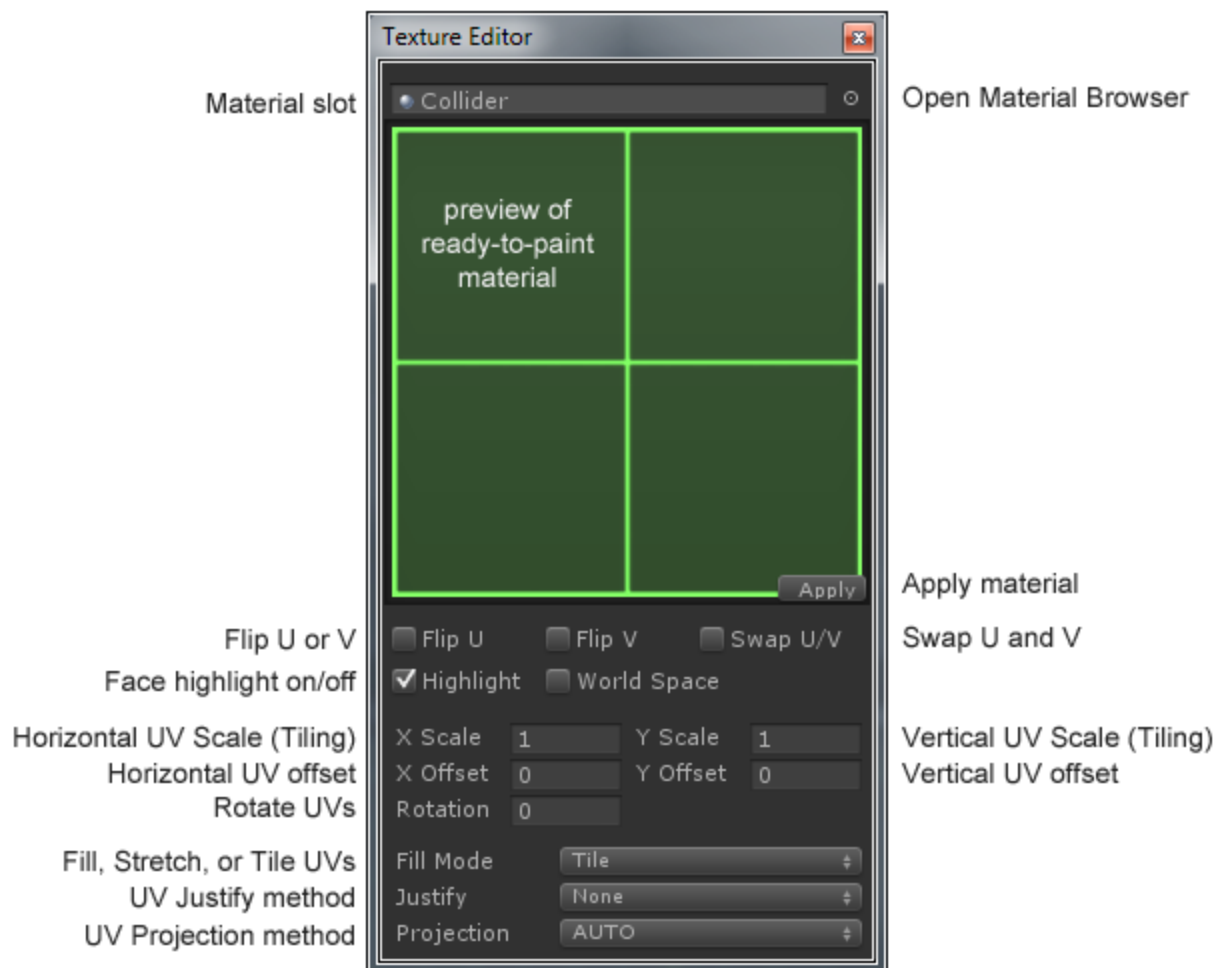 Texture Editor
Material slot
Collider
Open Material Browser
preview of
ready-to-paint
material
Apply
Apply material
Flip U or V
Flip U
Flip V
Swap U/V
Swap U and V
Face highlight on/off
Highlight
World Space
Horizontal UV Scale (Tiling)
X Scale
1
Y Scale
1
Vertical UV Scale (Tiling)
Horizontal UV offset
X Offset
0
Y Offset
0
Vertical UV offset
Rotate UVs
Rotation
0
Fill, Stretch, or Tile UVs
Fill Mode
Tile
UV Justify method
Justify
None
UV Projection method
Projection
AUTO